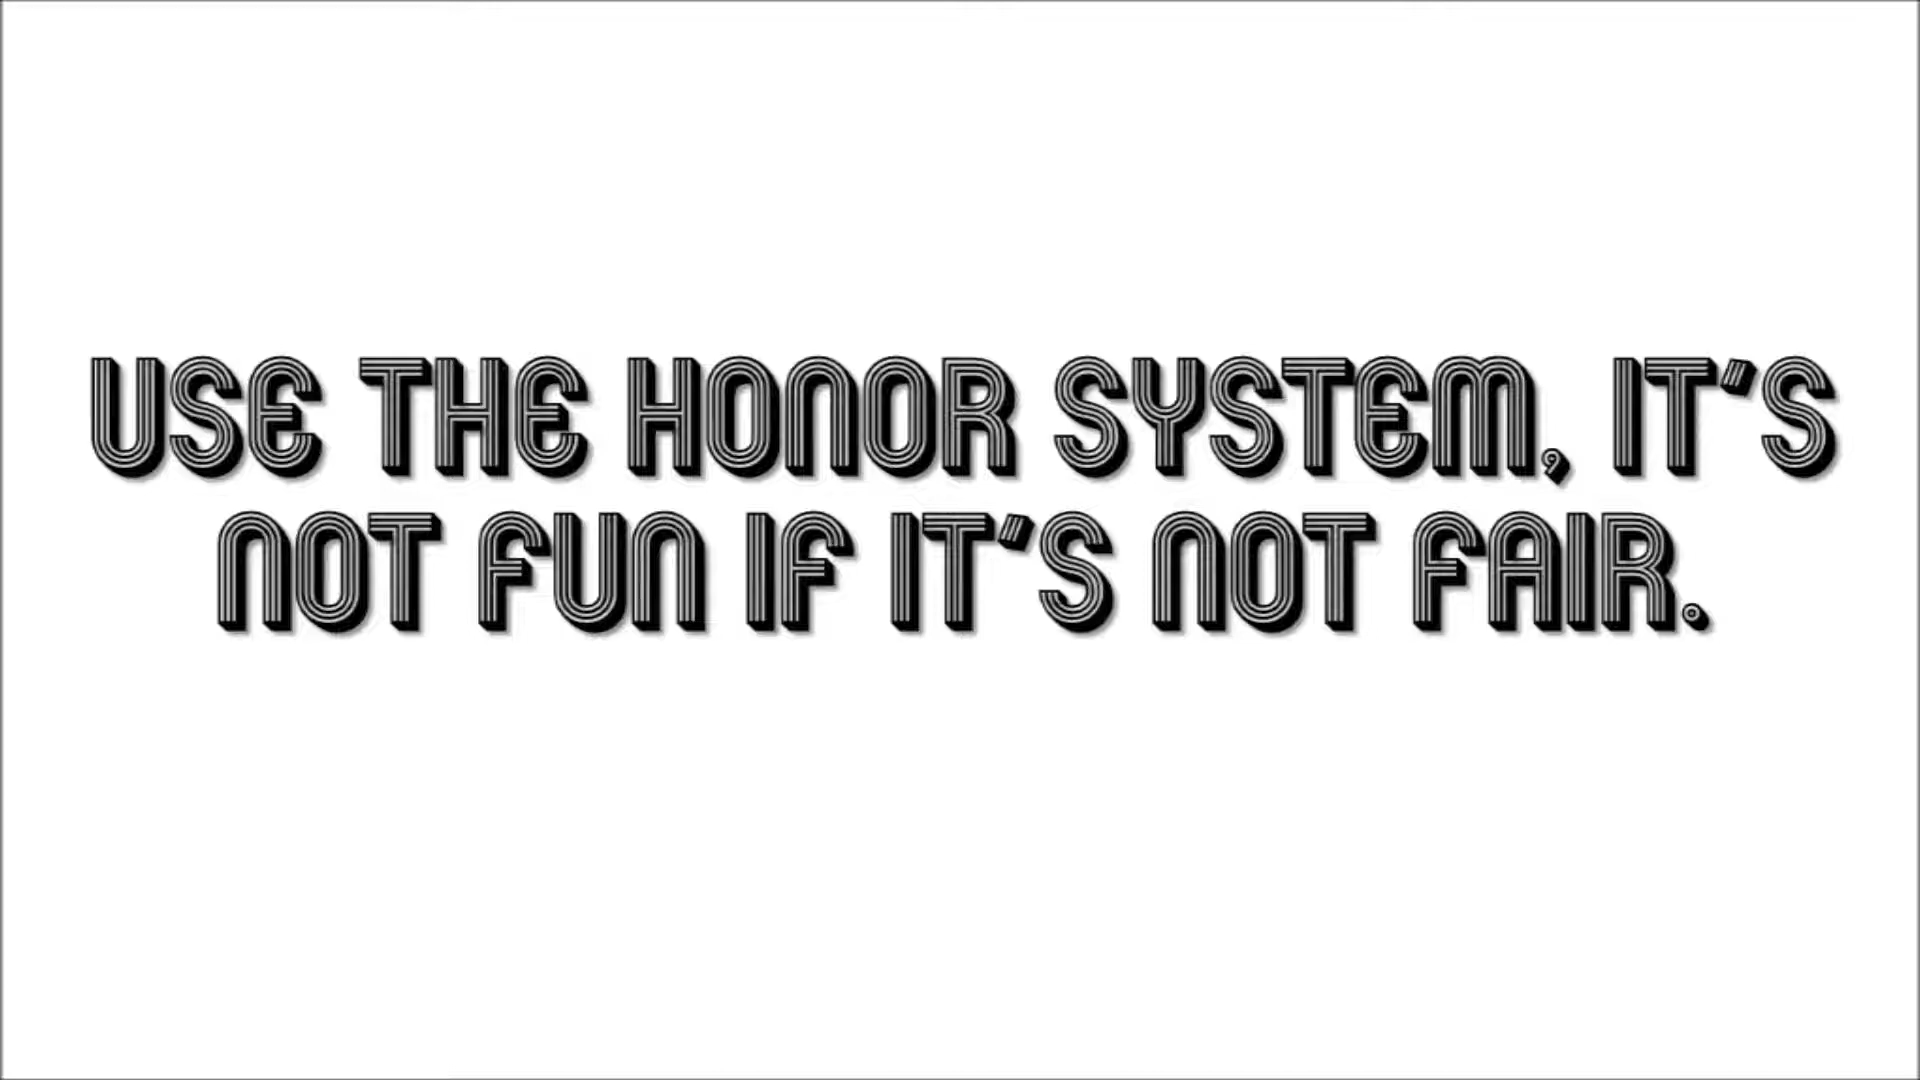 USE THE HONOR SYSTEM, IT'S
NOT FUN IF IT'S NOT FAIR.